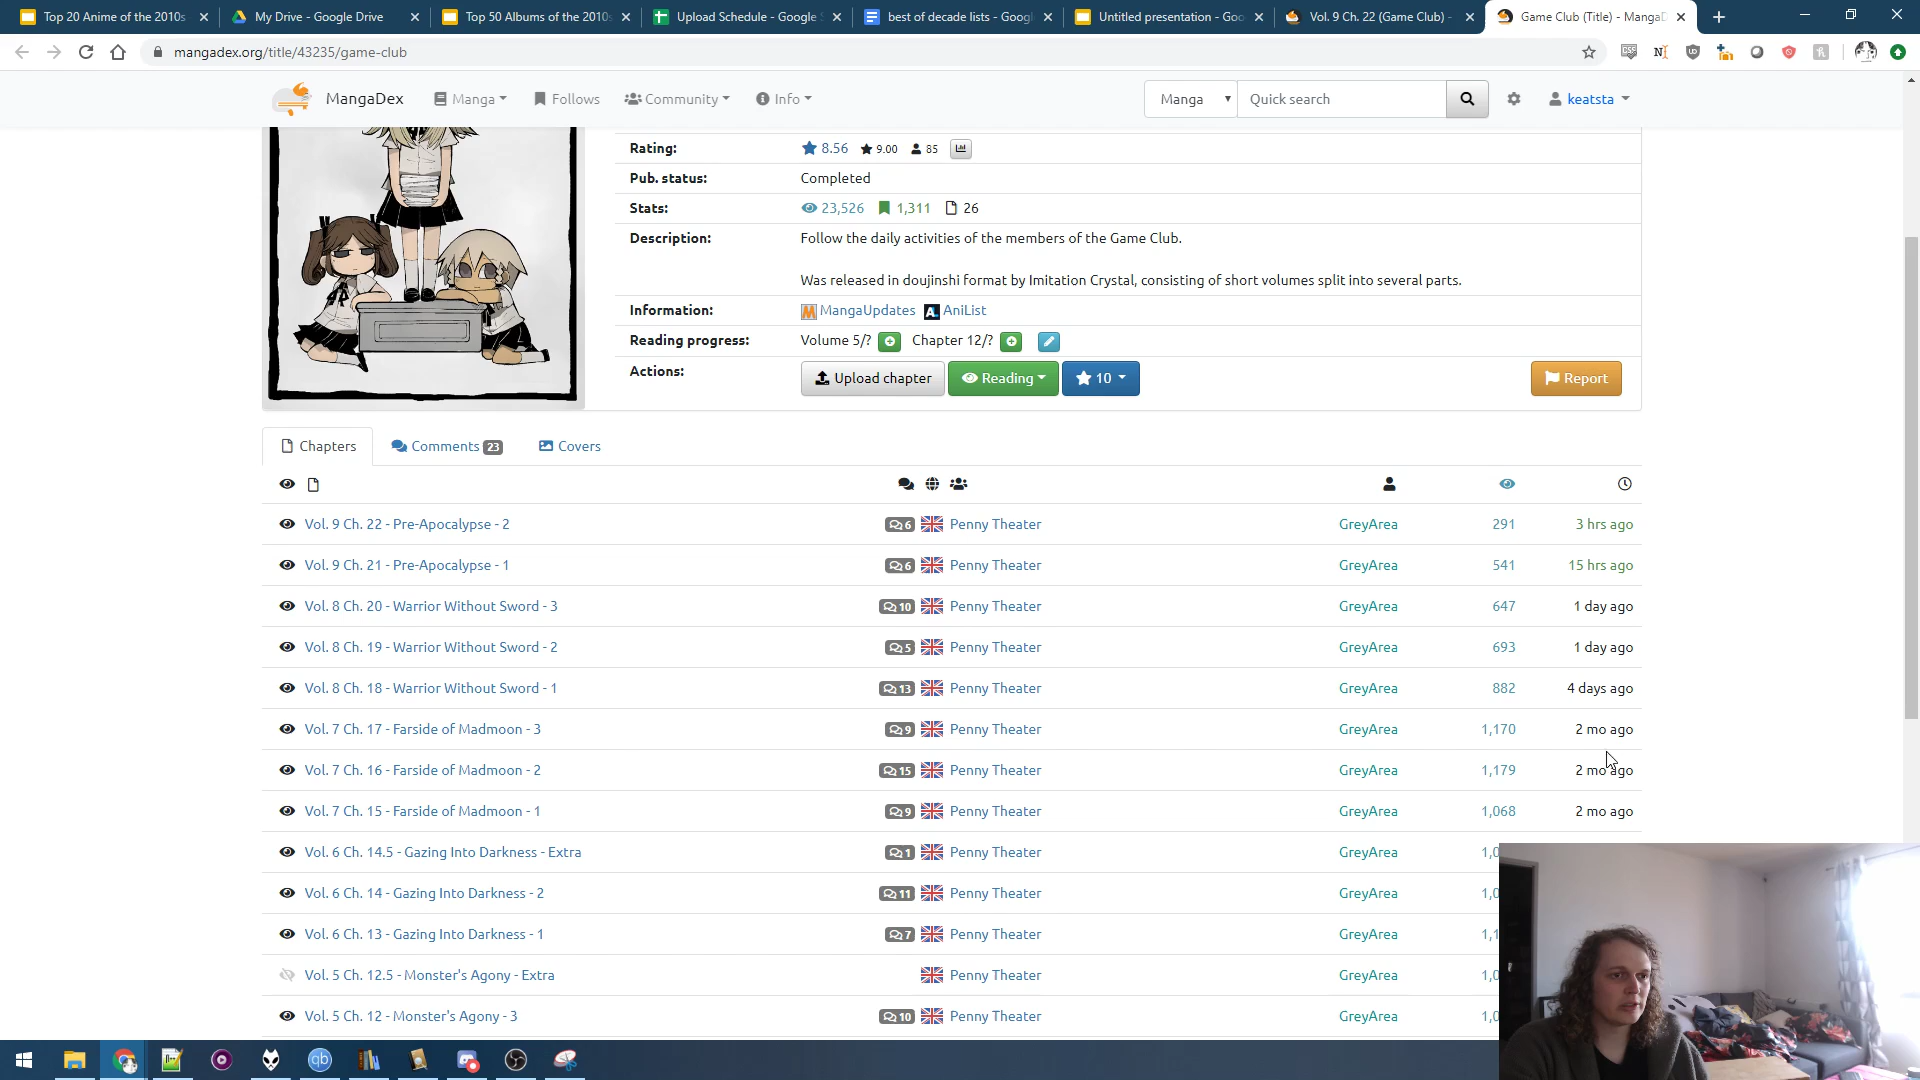 Top 20 Anime of the 2010s
My Drive - Google Drive
Top 50 Albums of the 2010s
Upload Schedule - Google S
best of decade lists - Googl
Untitled presentation - Goo
Vol. 9 Ch. 22 (Game Club) -
Game Club (Title) - MangaD
mangadex.org/title/43235/game-club
MangaDex
Manga
Follows
Community
Info
Manga
Quick search
keatsta
Rating: 8.56 9.00 85
Pub. status: Completed
Stats: 23,526 1,311 26
Description: Follow the daily activities of the members of the Game Club.
Was released in doujinshi format by Imitation Crystal, consisting of short volumes split into several parts.
Information: MangaUpdates AniList
Reading progress: Volume 5/? Chapter 12/?
Actions: Upload chapter Reading 10 Report
Chapters Comments 23 Covers
Vol. 9 Ch. 22 - Pre-Apocalypse - 2 6 Penny Theater GreyArea 291 3 hrs ago
Vol. 9 Ch. 21 - Pre-Apocalypse - 1 6 Penny Theater GreyArea 541 15 hrs ago
Vol. 8 Ch. 20 - Warrior Without Sword - 3 10 Penny Theater GreyArea 647 1 day ago
Vol. 8 Ch. 19 - Warrior Without Sword - 2 5 Penny Theater GreyArea 693 1 day ago
Vol. 8 Ch. 18 - Warrior Without Sword - 1 13 Penny Theater GreyArea 882 4 days ago
Vol. 7 Ch. 17 - Farside of Madmoon - 3 9 Penny Theater GreyArea 1,170 2 mo ago
Vol. 7 Ch. 16 - Farside of Madmoon - 2 15 Penny Theater GreyArea 1,179 2 mo ago
Vol. 7 Ch. 15 - Farside of Madmoon - 1 9 Penny Theater GreyArea 1,068 2 mo ago
Vol. 6 Ch. 14.5 - Gazing Into Darkness - Extra 1 Penny Theater GreyArea 1,0
Vol. 6 Ch. 14 - Gazing Into Darkness - 2 11 Penny Theater GreyArea 1,0
Vol. 6 Ch. 13 - Gazing Into Darkness - 1 7 Penny Theater GreyArea 1,1
Vol. 5 Ch. 12.5 - Monster's Agony - Extra Penny Theater GreyArea 1,0
Vol. 5 Ch. 12 - Monster's Agony - 3 10 Penny Theater GreyArea 1,0